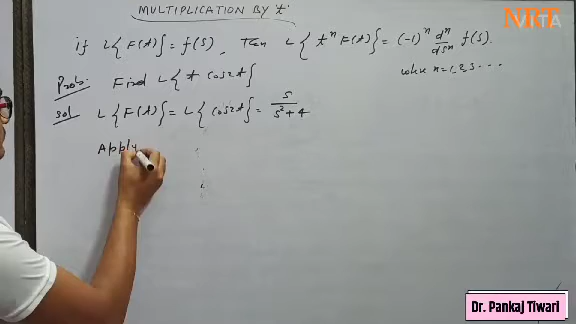 MULTIPLICATION BY t.
if L{F(t)} = f(s), Then L{t^n F(t)} = (-1)^n d^n/ds^n f(s).
where n=1,2,3...
Prob: Find L{t cos2t}
Sol L{F(t)} = L{cos2t} = s/(s²+4)
Apply
Dr. Pankaj Tiwari